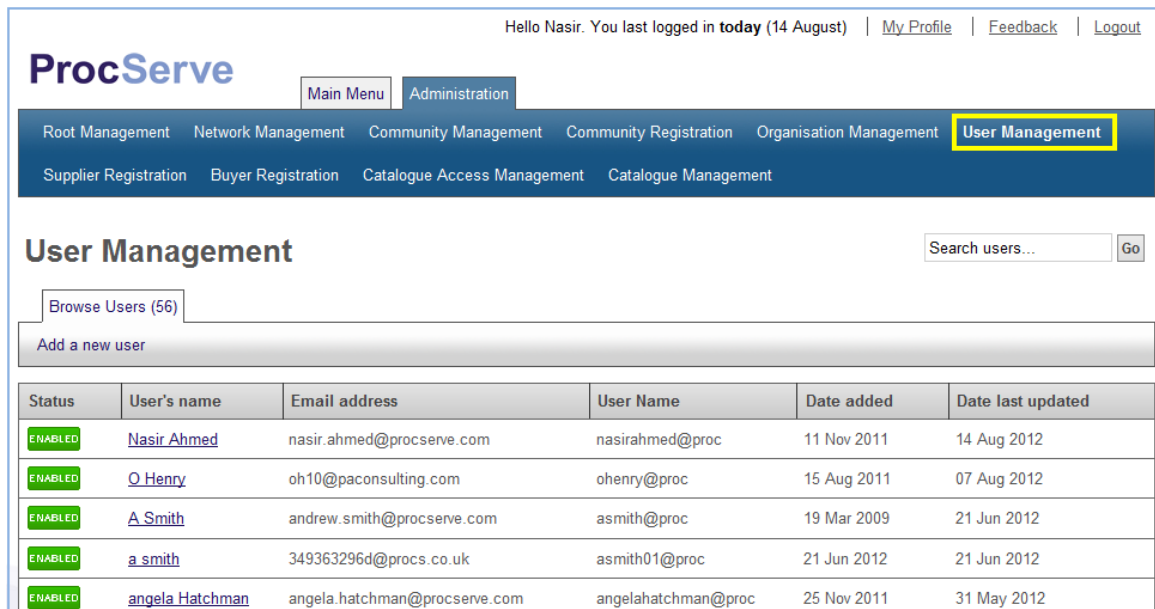 Hello Nasir. You last logged in today (14 August) | My Profile | Feedback | Logout
ProcServe
Main Menu Administration
Root Management Network Management Community Management Community Registration Organisation Management User Management
Supplier Registration Buyer Registration Catalogue Access Management Catalogue Management
User Management Search users... Go
Browse Users (56)
Add a new user
Status User's name Email address User Name Date added Date last updated
ENABLED Nasir Ahmed nasir.ahmed@procserve.com nasirahmed@proc 11 Nov 2011 14 Aug 2012
ENABLED O Henry oh10@paconsulting.com ohenry@proc 15 Aug 2011 07 Aug 2012
ENABLED A Smith andrew.smith@procserve.com asmith@proc 19 Mar 2009 21 Jun 2012
ENABLED a smith 349363296d@procs.co.uk asmith01@proc 21 Jun 2012 21 Jun 2012
ENABLED angela Hatchman angela.hatchman@procserve.com angelahatchman@proc 25 Nov 2011 31 May 2012